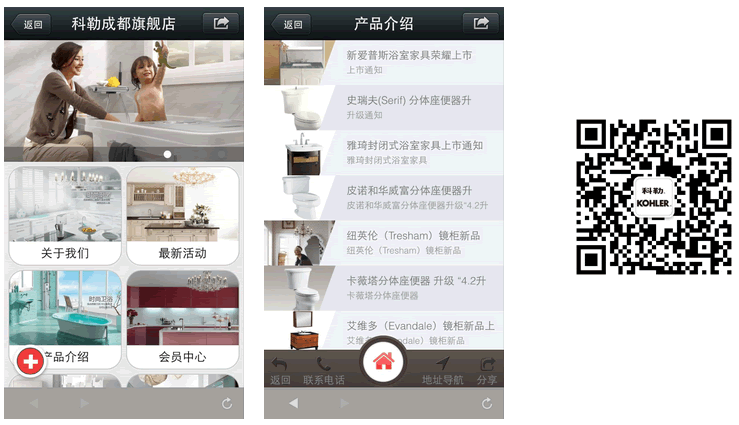 返回
科勒成都旗舰店
关于我们
最新活动
时尚卫浴
产品介绍
会员中心
返回
产品介绍
新爱普斯浴室家具荣耀上市
上市通知
史瑞夫(Serif) 分体座便器升
升级通知
雅琦封闭式浴室家具上市通知
雅琦封闭式浴室家具
皮诺和华威富分体座便器升
皮诺和华威富分体座便器升级"4.2升
纽英伦（Tresham）镜柜新品
纽英伦（Tresham）镜柜新品
卡薇塔分体座便器 升级 "4.2升
卡薇塔分体座便器
艾维多（Evandale）镜柜新品上
返回
联系电话
地址导航
分享
科勒
KOHLER